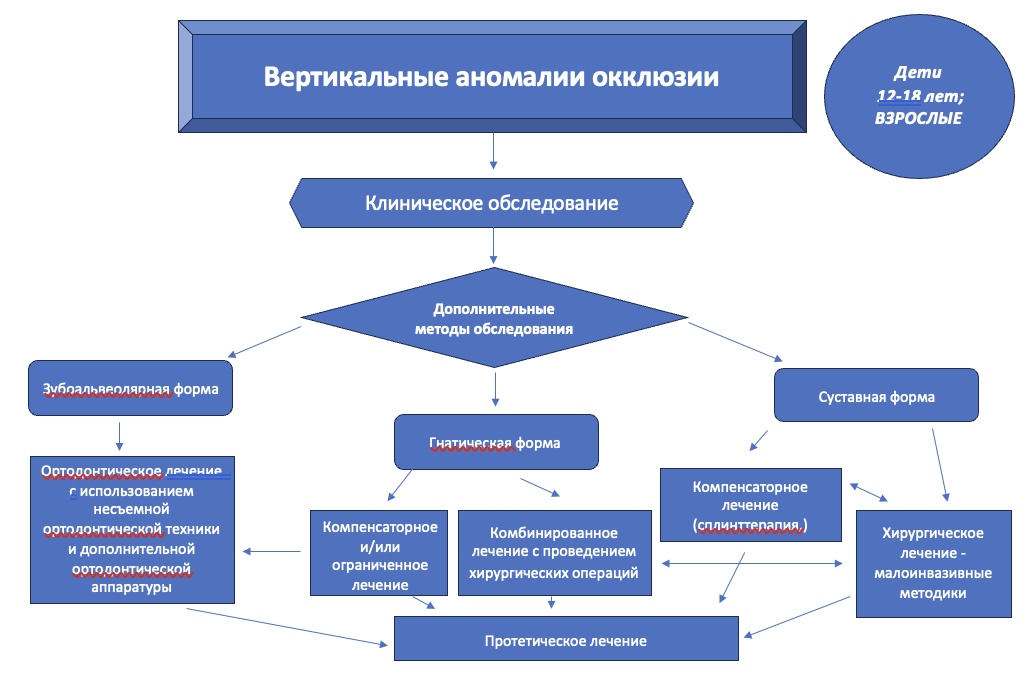 Вертикальные аномалии окклюзии
Дети
12-18 лет;
ВЗРОСЛЫЕ
Клиническое обследование
Дополнительные
методы обследования
Зубоальвеолярная форма
Суставная форма
Гнатическая форма
Ортодонтическое лечение
с использованием
несъемной
ортодонтической техники
и дополнительной
ортодонтической
аппаратуры
Компенсаторное
и/или
ограниченное
лечение
Комбинированное
лечение с проведением
хирургических операций
Компенсаторное
лечение
(сплинттерапия,)
Хирургическое
лечение -
малоинвазивные
методики
Протетическое лечение